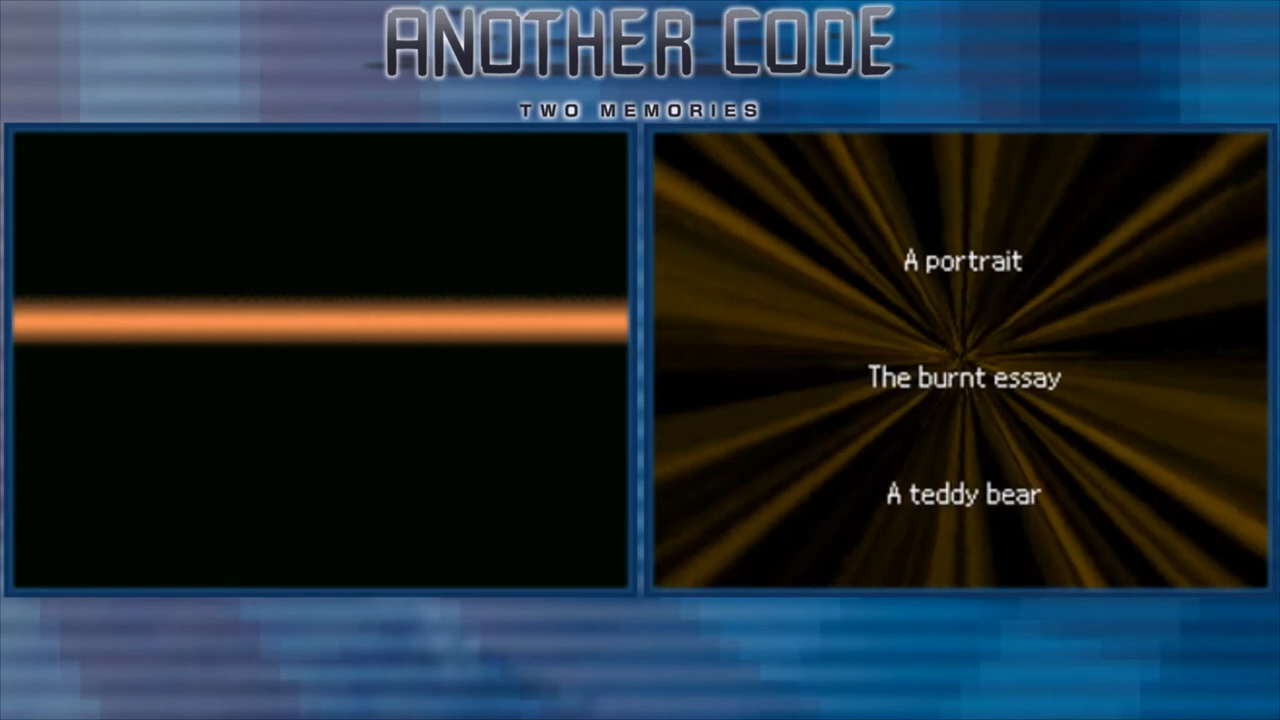 ANOTHER CODE
TWO MEMORIES
A portrait
The burnt essay
A teddy bear